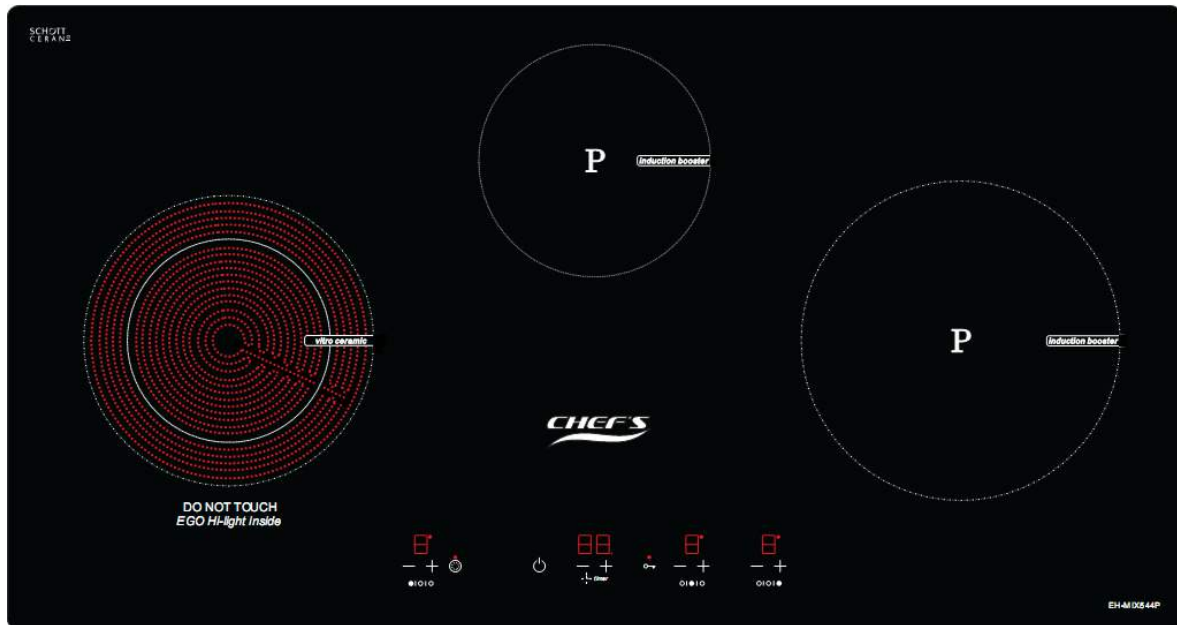 SCHOTT
CERAN
P
induction booster
P
induction booster
vitro ceramic
CHEF'S
DO NOT TOUCH
EGO Hi-light Inside
timer
EH-MIX544P